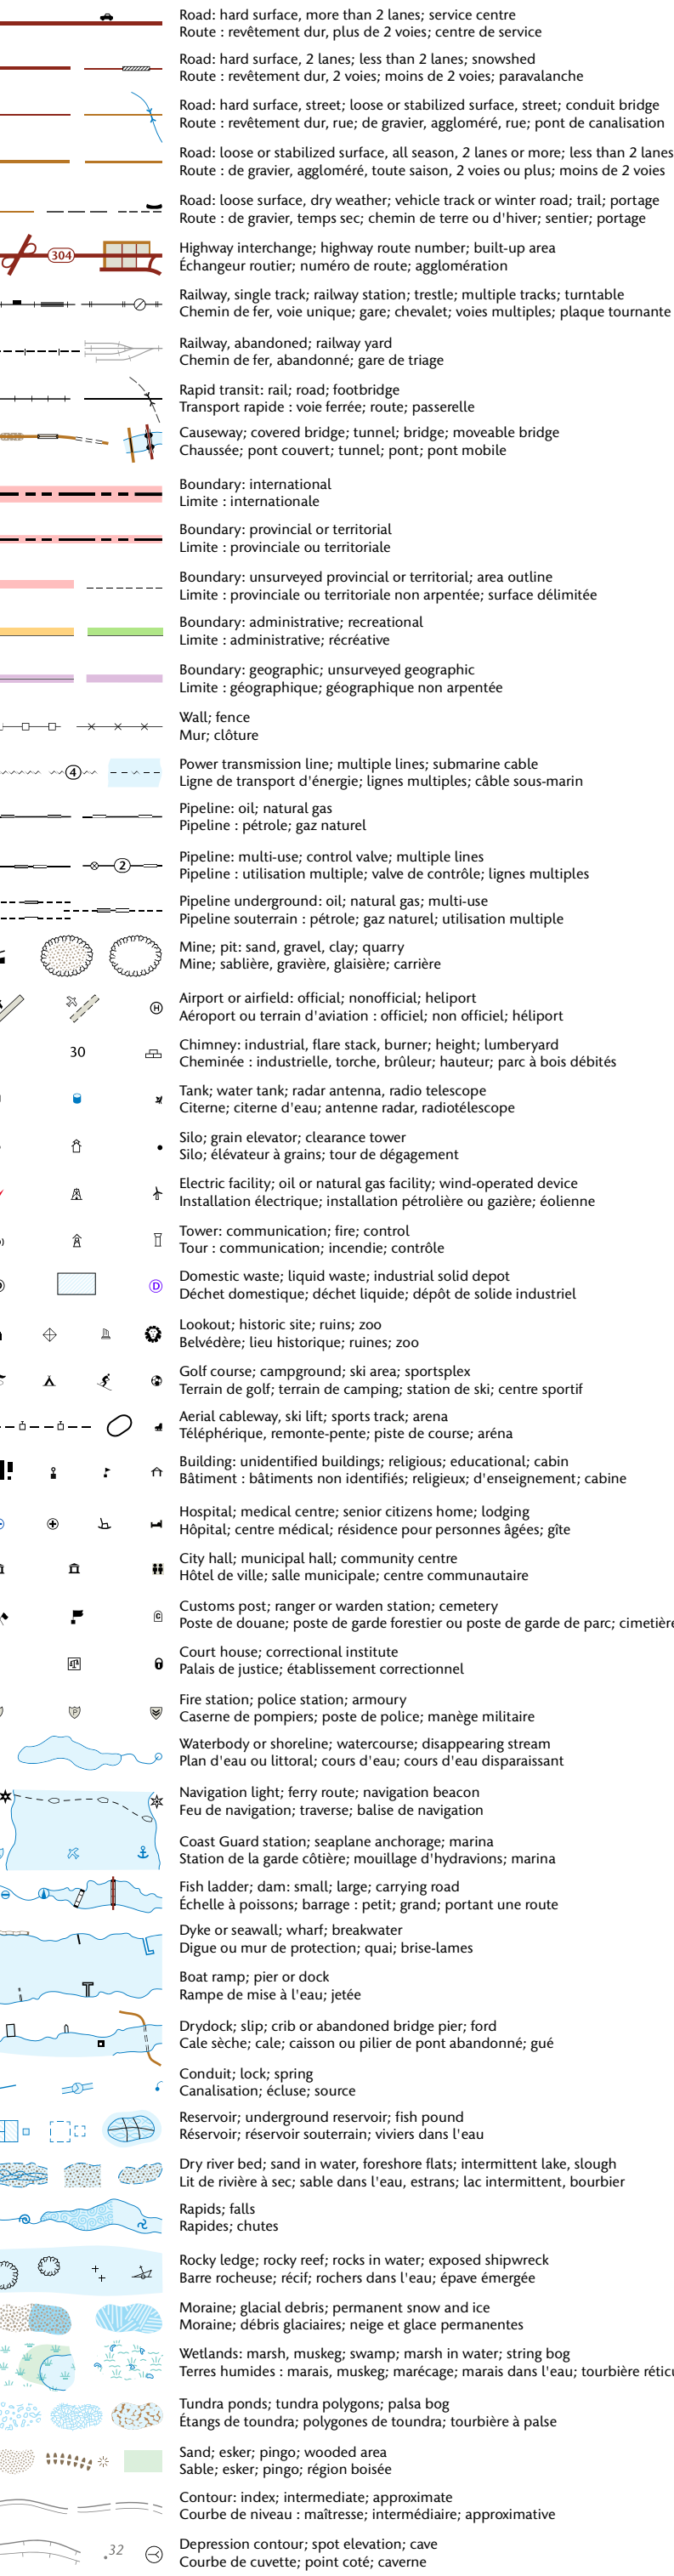 Road: hard surface, more than 2 lanes; service centre
Route : revêtement dur, plus de 2 voies; centre de service
Road: hard surface, 2 lanes; less than 2 lanes; snowshed
Route : revêtement dur, 2 voies; moins de 2 voies; paravalanche
Road: hard surface, street; loose or stabilized surface, street; conduit bridge
Route : revêtement dur, rue; de gravier, aggloméré, rue; pont de canalisation
Road: loose or stabilized surface, all season, 2 lanes or more; less than 2 lanes
Route : de gravier, aggloméré, toute saison, 2 voies ou plus; moins de 2 voies
Road: loose surface, dry weather; vehicle track or winter road; trail; portage
Route : de gravier, temps sec; chemin de terre ou d'hiver; sentier; portage
304
Highway interchange; highway route number; built-up area
Échangeur routier; numéro de route; agglomération
Railway, single track; railway station; trestle; multiple tracks; turntable
Chemin de fer, voie unique; gare; chevalet; voies multiples; plaque tournante
Railway, abandoned; railway yard
Chemin de fer, abandonné; gare de triage
Rapid transit: rail; road; footbridge
Transport rapide : voie ferrée; route; passerelle
Causeway; covered bridge; tunnel; bridge; moveable bridge
Chaussée; pont couvert; tunnel; pont; pont mobile
Boundary: international
Limite : internationale
Boundary: provincial or territorial
Limite : provinciale ou territoriale
Boundary: unsurveyed provincial or territorial; area outline
Limite : provinciale ou territoriale non arpentée; surface délimitée
Boundary: administrative; recreational
Limite : administrative; récréative
Boundary: geographic; unsurveyed geographic
Limite : géographique; géographique non arpentée
Wall; fence
Mur; clôture
4
Power transmission line; multiple lines; submarine cable
Ligne de transport d'énergie; lignes multiples; câble sous-marin
Pipeline: oil; natural gas
Pipeline : pétrole; gaz naturel
2
Pipeline: multi-use; control valve; multiple lines
Pipeline : utilisation multiple; valve de contrôle; lignes multiples
Pipeline underground: oil; natural gas; multi-use
Pipeline souterrain : pétrole; gaz naturel; utilisation multiple
Mine; pit: sand, gravel, clay; quarry
Mine; sablière, gravière, glaisière; carrière
H
Airport or airfield: official; nonofficial; heliport
Aéroport ou terrain d'aviation : officiel; non officiel; héliport
30
Chimney: industrial, flare stack, burner; height; lumberyard
Cheminée : industrielle, torche, brûleur; hauteur; parc à bois débités
Tank; water tank; radar antenna, radio telescope
Citerne; citerne d'eau; antenne radar, radiotélescope
Silo; grain elevator; clearance tower
Silo; élévateur à grains; tour de dégagement
Electric facility; oil or natural gas facility; wind-operated device
Installation électrique; installation pétrolière ou gazière; éolienne
Tower: communication; fire; control
Tour : communication; incendie; contrôle
D
Domestic waste; liquid waste; industrial solid depot
Déchet domestique; déchet liquide; dépôt de solide industriel
Lookout; historic site; ruins; zoo
Belvédère; lieu historique; ruines; zoo
Golf course; campground; ski area; sportsplex
Terrain de golf; terrain de camping; station de ski; centre sportif
Aerial cableway, ski lift; sports track; arena
Téléphérique, remonte-pente; piste de course; aréna
Building: unidentified buildings; religious; educational; cabin
Bâtiment : bâtiments non identifiés; religieux; d'enseignement; cabine
Hospital; medical centre; senior citizens home; lodging
Hôpital; centre médical; résidence pour personnes âgées; gîte
City hall; municipal hall; community centre
Hôtel de ville; salle municipale; centre communautaire
C
Customs post; ranger or warden station; cemetery
Poste de douane; poste de garde forestier ou poste de garde de parc; cimetière
Court house; correctional institute
Palais de justice; établissement correctionnel
P
Fire station; police station; armoury
Caserne de pompiers; poste de police; manège militaire
Waterbody or shoreline; watercourse; disappearing stream
Plan d'eau ou littoral; cours d'eau; cours d'eau disparaissant
Navigation light; ferry route; navigation beacon
Feu de navigation; traverse; balise de navigation
Coast Guard station; seaplane anchorage; marina
Station de la garde côtière; mouillage d'hydravions; marina
Fish ladder; dam: small; large; carrying road
Échelle à poissons; barrage : petit; grand; portant une route
Dyke or seawall; wharf; breakwater
Digue ou mur de protection; quai; brise-lames
Boat ramp; pier or dock
Rampe de mise à l'eau; jetée
Drydock; slip; crib or abandoned bridge pier; ford
Cale sèche; cale; caisson ou pilier de pont abandonné; gué
Conduit; lock; spring
Canalisation; écluse; source
Reservoir; underground reservoir; fish pound
Réservoir; réservoir souterrain; viviers dans l'eau
Dry river bed; sand in water, foreshore flats; intermittent lake, slough
Lit de rivière à sec; sable dans l'eau, estrans; lac intermittent, bourbier
Rapids; falls
Rapides; chutes
Rocky ledge; rocky reef; rocks in water; exposed shipwreck
Barre rocheuse; récif; rochers dans l'eau; épave émergée
Moraine; glacial debris; permanent snow and ice
Moraine; débris glaciaires; neige et glace permanentes
Wetlands: marsh, muskeg; swamp; marsh in water; string bog
Terres humides : marais, muskeg; marécage; marais dans l'eau; tourbière réticu
Tundra ponds; tundra polygons; palsa bog
Étangs de toundra; polygones de toundra; tourbière à palse
Sand; esker; pingo; wooded area
Sable; esker; pingo; région boisée
Contour: index; intermediate; approximate
Courbe de niveau : maîtresse; intermédiaire; approximative
32
Depression contour; spot elevation; cave
Courbe de cuvette; point coté; caverne